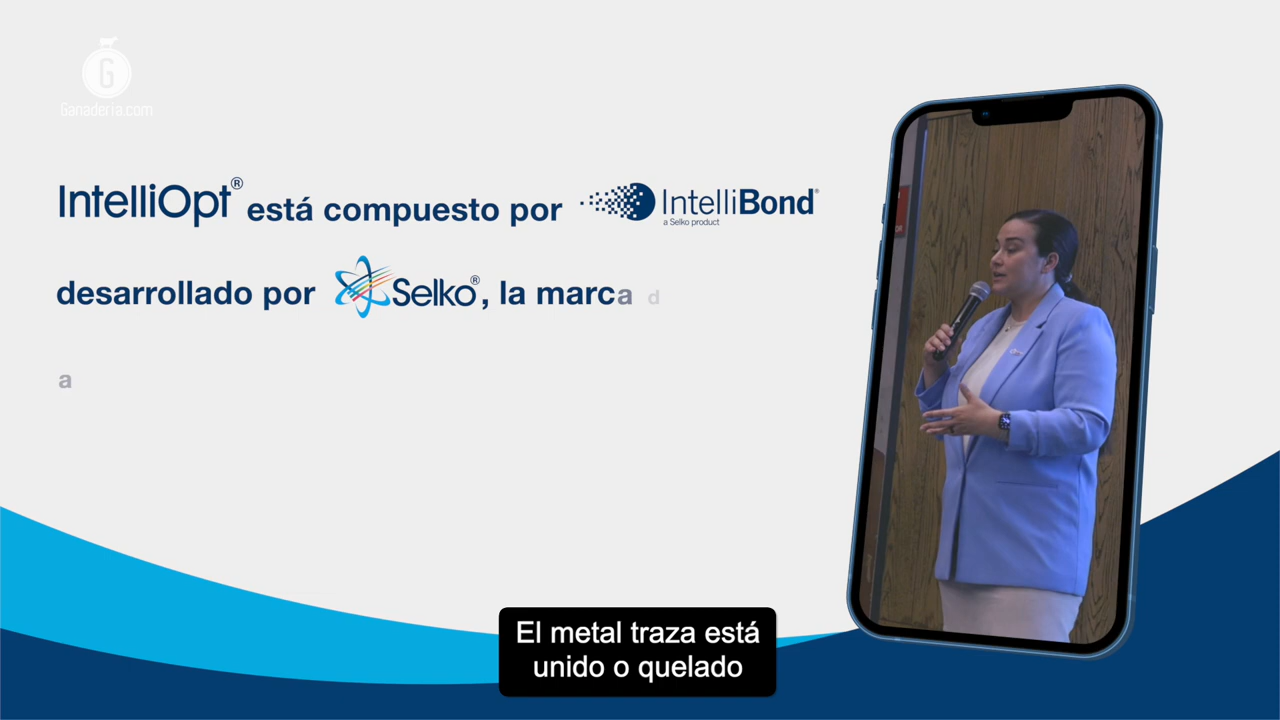 G
Ganadería.com
IntelliOpt® está compuesto por IntelliBond®
a Selko product
desarrollado por Selko®, la marca d
a
El metal traza está
unido o quelado